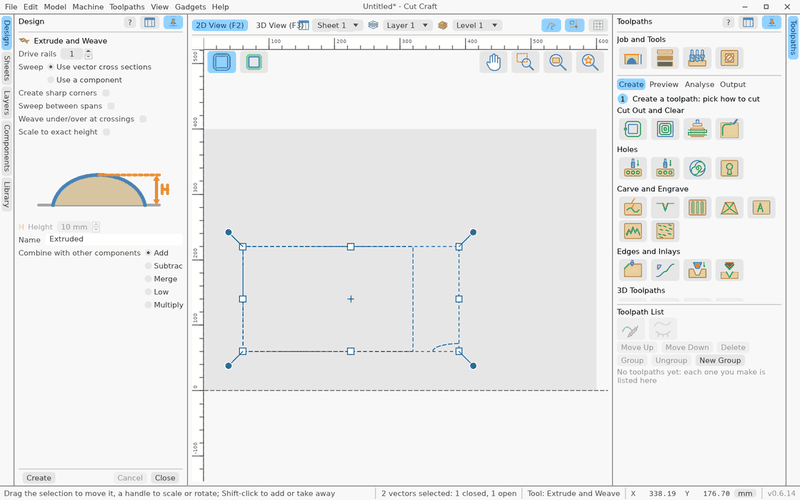 Untitled* - Cut Craft
File Edit Model Machine Toolpaths View Gadgets Help
Design
Sheets
Layers
Components
Library
Design ?
Extrude and Weave
Drive rails 1
Sweep Use vector cross sections
Use a component
Create sharp corners
Sweep between spans
Weave under/over at crossings
Scale to exact height
H
H Height 10 mm
Name Extruded
Combine with other components Add
Subtrac
Merge
Low
Multiply
Create Cancel Close
2D View (F2) 3D View (F3) Sheet 1 Layer 1 Level 1
0 100 200 300 400 500 600
500
400
300
200
100
0
-100
Toolpaths ?
Toolpaths
Job and Tools
Create Preview Analyse Output
1 Create a toolpath: pick how to cut
Cut Out and Clear
Holes
Carve and Engrave
A
Edges and Inlays
3D Toolpaths
Toolpath List
Move Up Move Down Delete
Group Ungroup New Group
No toolpaths yet: each one you make is
listed here
Drag the selection to move it, a handle to scale or rotate; Shift-click to add or take away 2 vectors selected: 1 closed, 1 open Tool: Extrude and Weave X 338.19 Y 176.70 mm v0.6.14